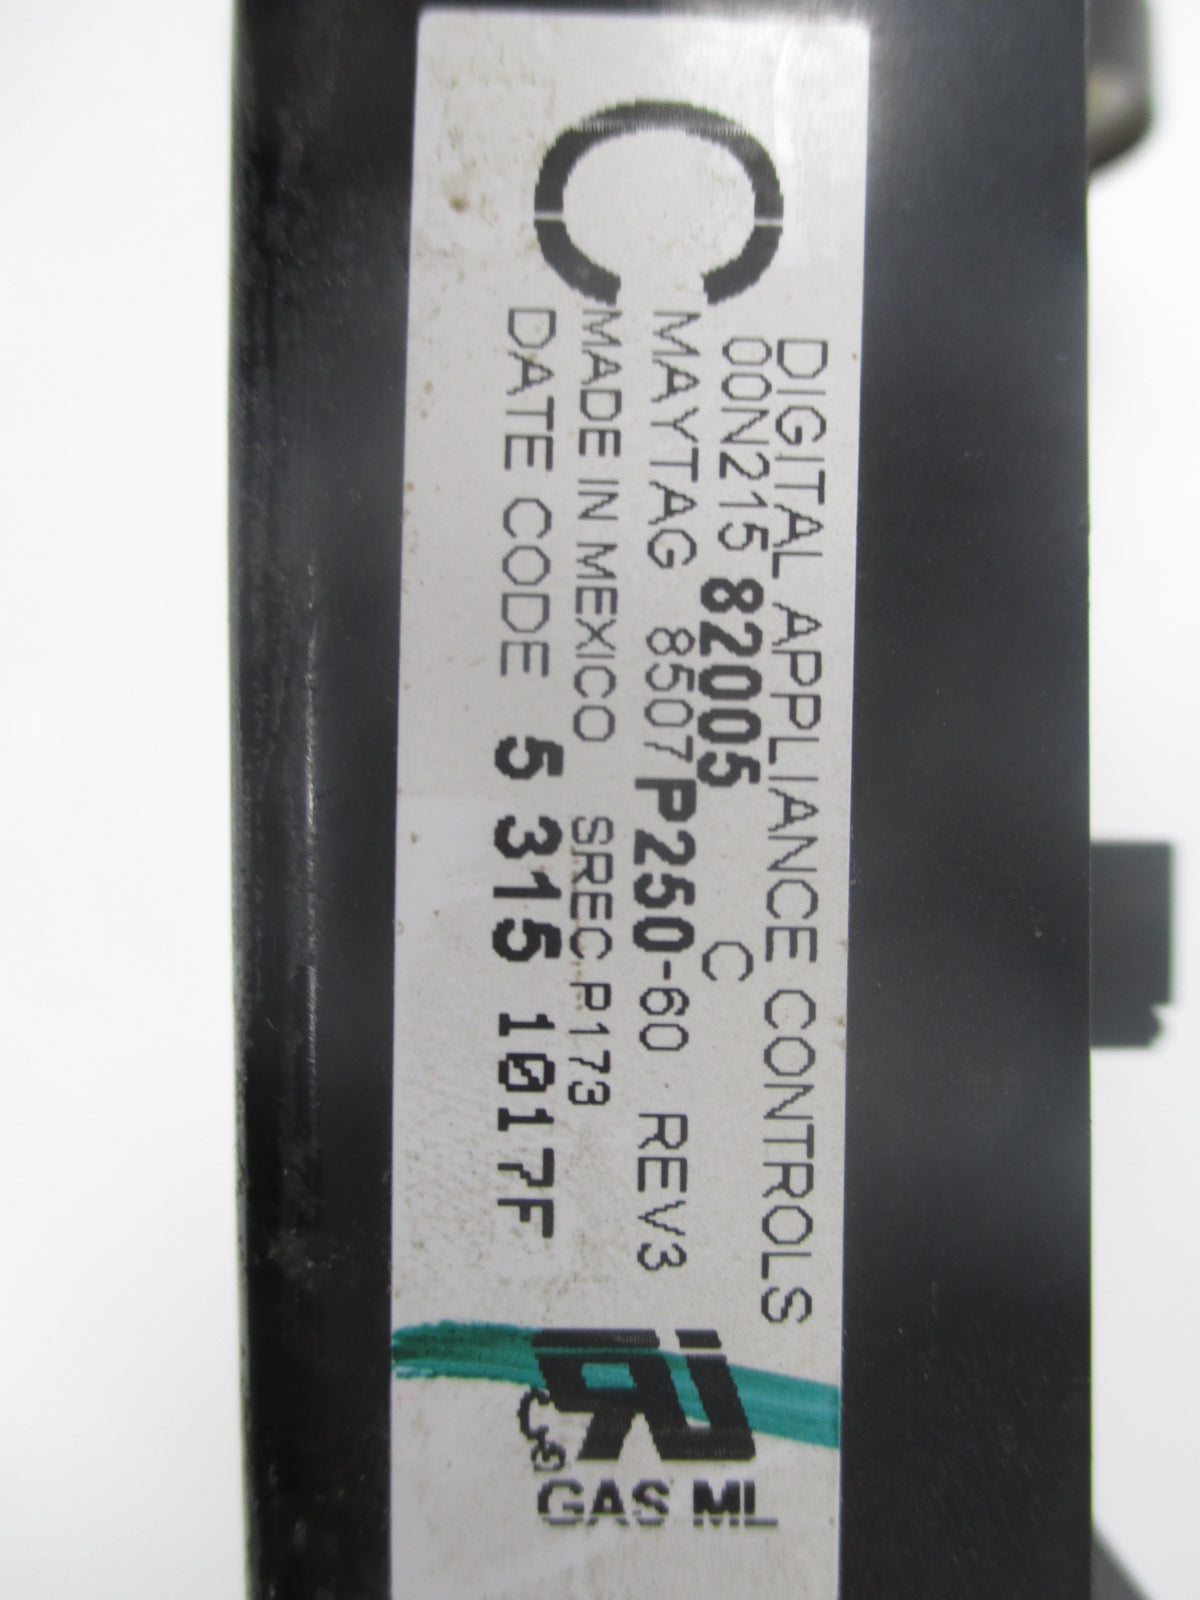 DIGITAL APPLIANCE CONTROLS
00N215 82005 C
MAYTAG 8507P250-60 REV3
MADE IN MEXICO SREC P173
DATE CODE 5 315 1017F
GAS ML